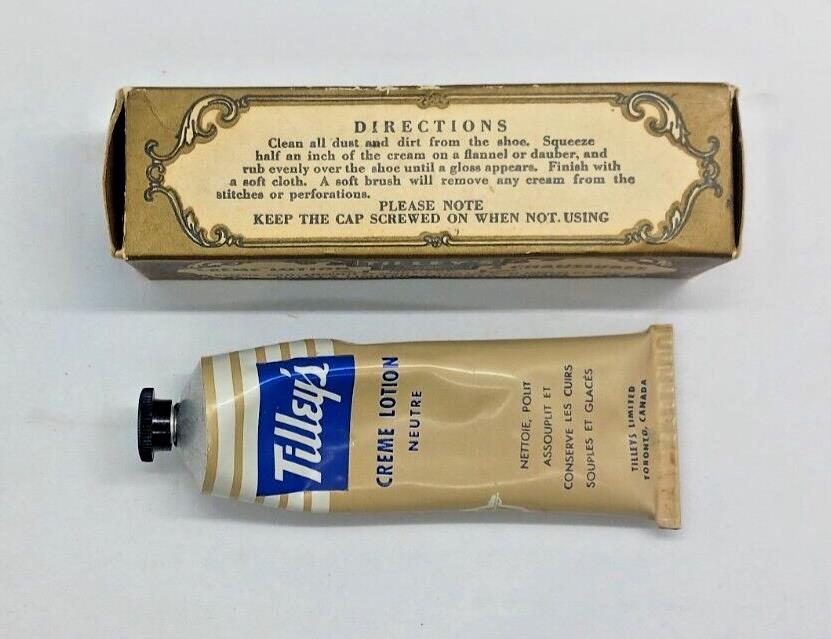 DIRECTIONS
Clean all dust and dirt from the shoe. Squeeze
half an inch of the cream on a flannel or dauber, and
rub evenly over the shoe until a gloss appears. Finish with
a soft cloth. A soft brush will remove any cream from the
stitches or perforations.
PLEASE NOTE
KEEP THE CAP SCREWED ON WHEN NOT.USING
CREME LOTION
Tilley's
CREME LOTION
NEUTRE
NETTOIE, POLIT
ASSOUPLIT ET
CONSERVE LES CUIRS
SOUPLES ET GLACÉS
TILLEYS LIMITED
TORONTO, CANADA